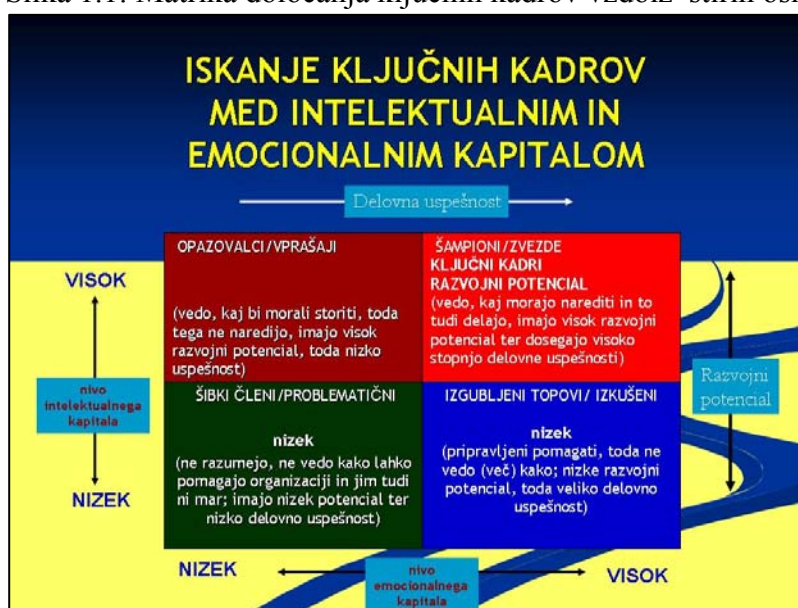 Slika 1.1: Matrika določanja ključnih kadrov vzdolž štirih osi
ISKANJE KLJUČNIH KADROV
MED INTELEKTUALNIM IN
EMOCIONALNIM KAPITALOM
Delovna uspešnost
OPAZOVALCI/VPRAŠAJI
(vedo, kaj bi morali storiti, toda
tega ne naredijo, imajo visok
razvojni potencial, toda nizko
uspešnost)
ŠAMPIONI/ZVEZDE
KLJUČNI KADRI
RAZVOJNI POTENCIAL
(vedo, kaj morajo narediti in to
tudi delajo, imajo visok razvojni
potencial ter dosegajo visoko
stopnjo delovne uspešnosti)
VISOK
nivo
intelektualnega
kapitala
NIZEK
Razvojni
potencial
ŠIBKI ČLENI/PROBLEMATIČNI
nizek
(ne razumejo, ne vedo kako lahko
pomagajo organizaciji in jim tudi
ni mar; imajo nizek potencial ter
nizko delovno uspešnost)
IZGUBLJENI TOPOVI/ IZKUŠENI
nizek
(pripravljeni pomagati, toda ne
vedo (več) kako; nizke razvojni
potencial, toda veliko delovno
uspešnost)
NIZEK
nivo
emocionalnega
kapitala
VISOK